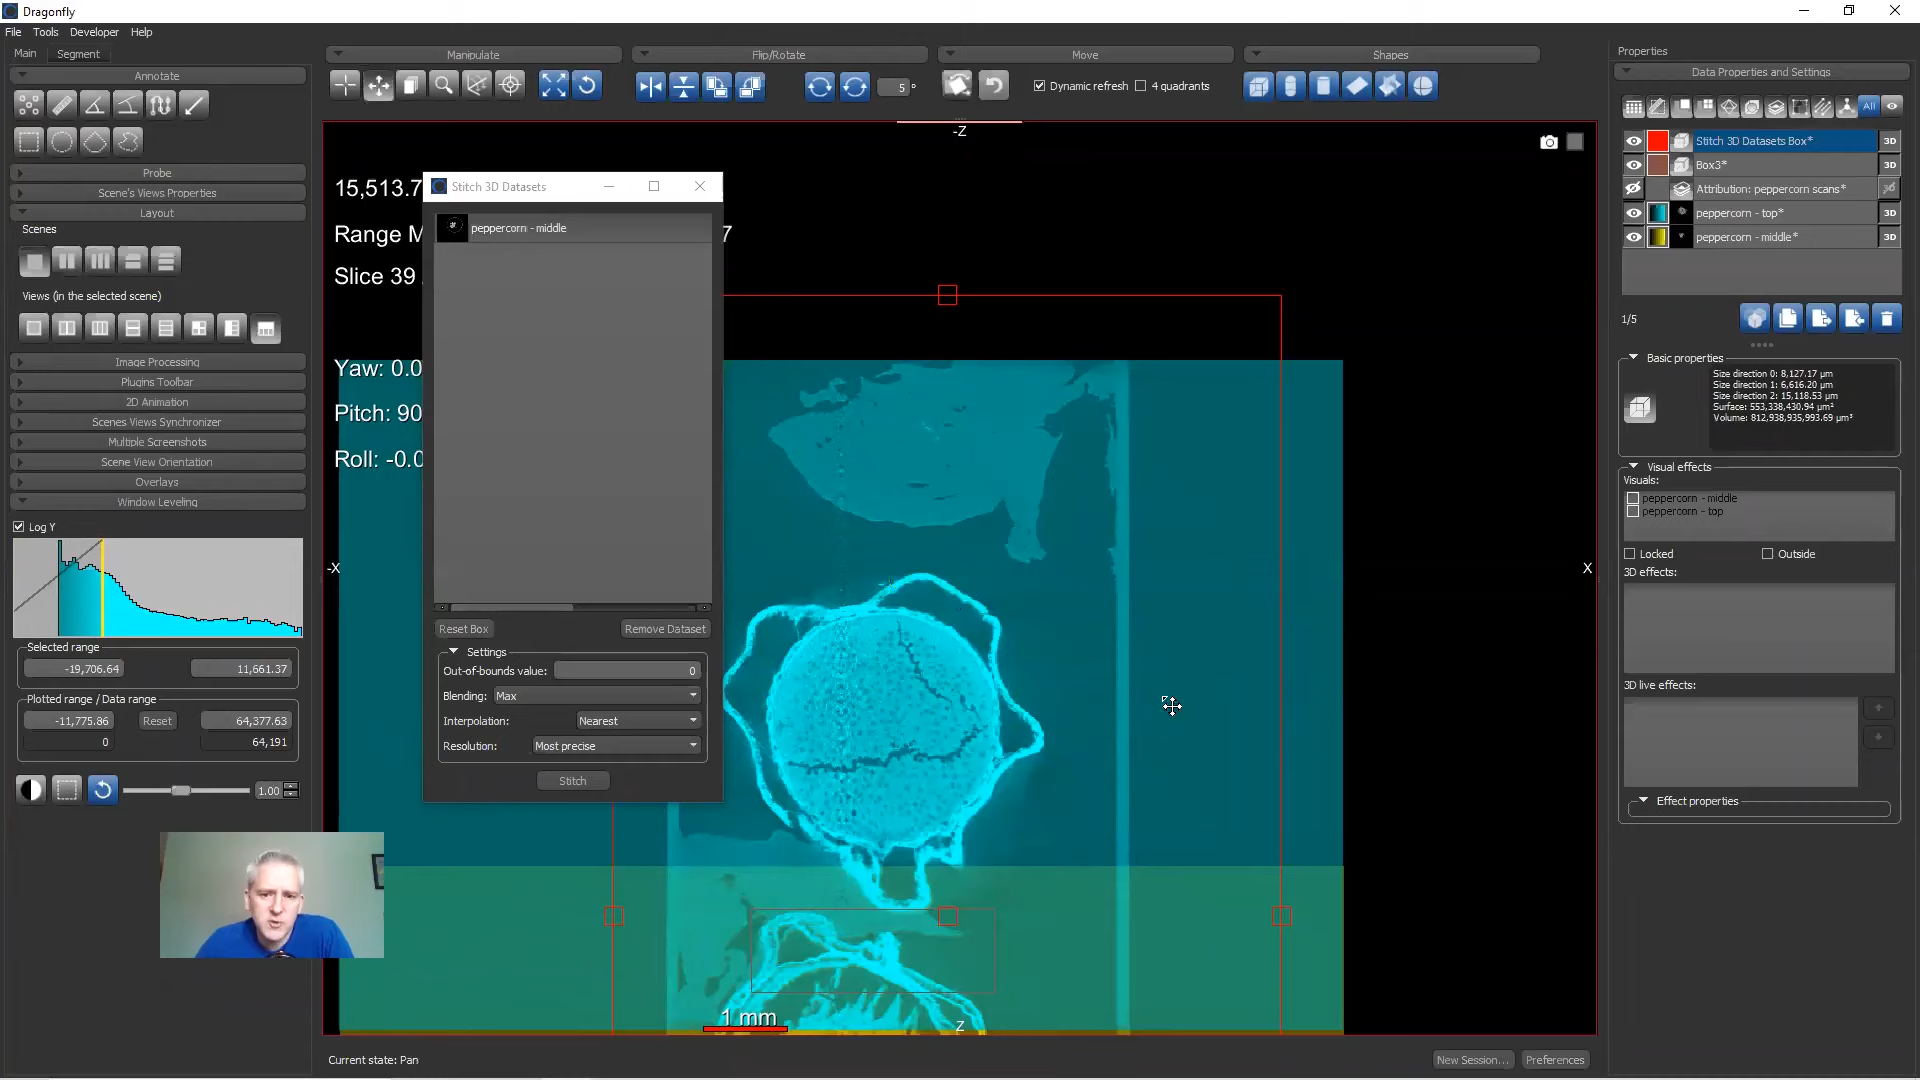 Dragonfly
File Tools Developer Help
Main Segment
Annotate
Probe
Scene's Views Properties
Layout
Scenes
Views (in the selected scene)
Image Processing
Plugins Toolbar
2D Animation
Scenes Views Synchronizer
Multiple Screenshots
Scene View Orientation
Overlays
Window Leveling
Log Y
Selected range
-19,706.64 11,661.37
Plotted range / Data range
-11,775.86 Reset 64,377.63
0 64,191
1.00
Manipulate Flip/Rotate Move Shapes
5 °
Dynamic refresh 4 quadrants
-Z
15,513.7
Range M 7
Slice 39
Yaw: 0.0
Pitch: 90
Roll: -0.0
-X X
Z
1 mm
Stitch 3D Datasets
peppercorn - middle
Reset Box Remove Dataset
Settings
Out-of-bounds value: 0
Blending: Max
Interpolation: Nearest
Resolution: Most precise
Stitch
Current state: Pan
New Session... Preferences
Properties
Data Properties and Settings
All
Stitch 3D Datasets Box* 3D
Box3* 3D
Attribution: peppercorn scans*
peppercorn - top* 3D
peppercorn - middle* 3D
1/5
Basic properties
Size direction 0: 8,127.17 µm
Size direction 1: 6,616.20 µm
Size direction 2: 15,118.53 µm
Surface: 553,338,430.94 µm²
Volume: 812,938,935,993.69 µm³
Visual effects
Visuals:
peppercorn - middle
peppercorn - top
Locked Outside
3D effects:
3D live effects:
Effect properties